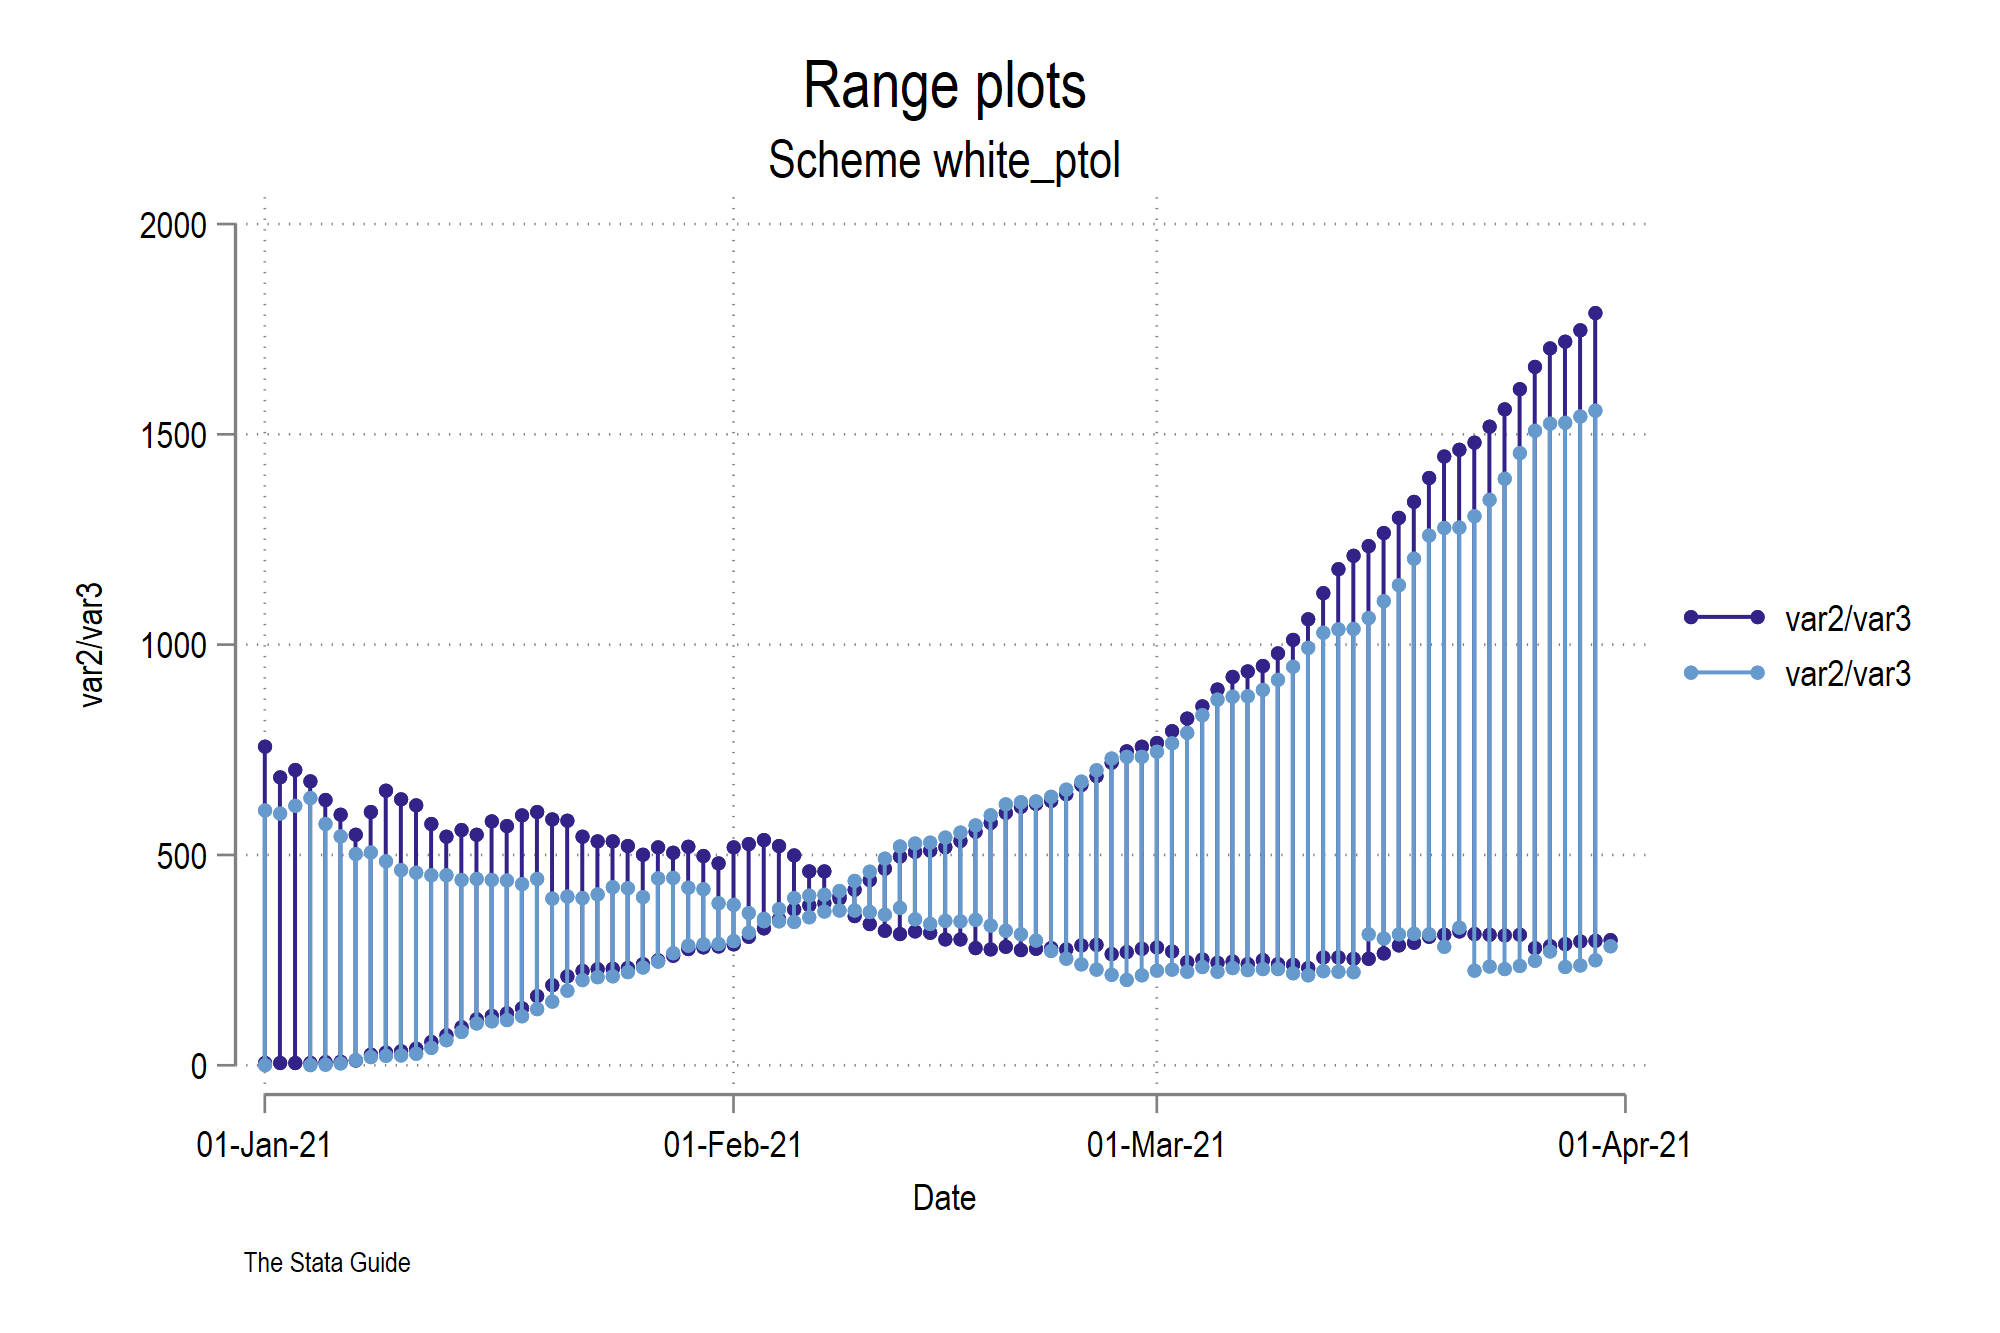 Range plots
Scheme white_ptol
2000
1500
1000
500
0
var2/var3
var2/var3
var2/var3
01-Jan-21
01-Feb-21
01-Mar-21
01-Apr-21
Date
The Stata Guide